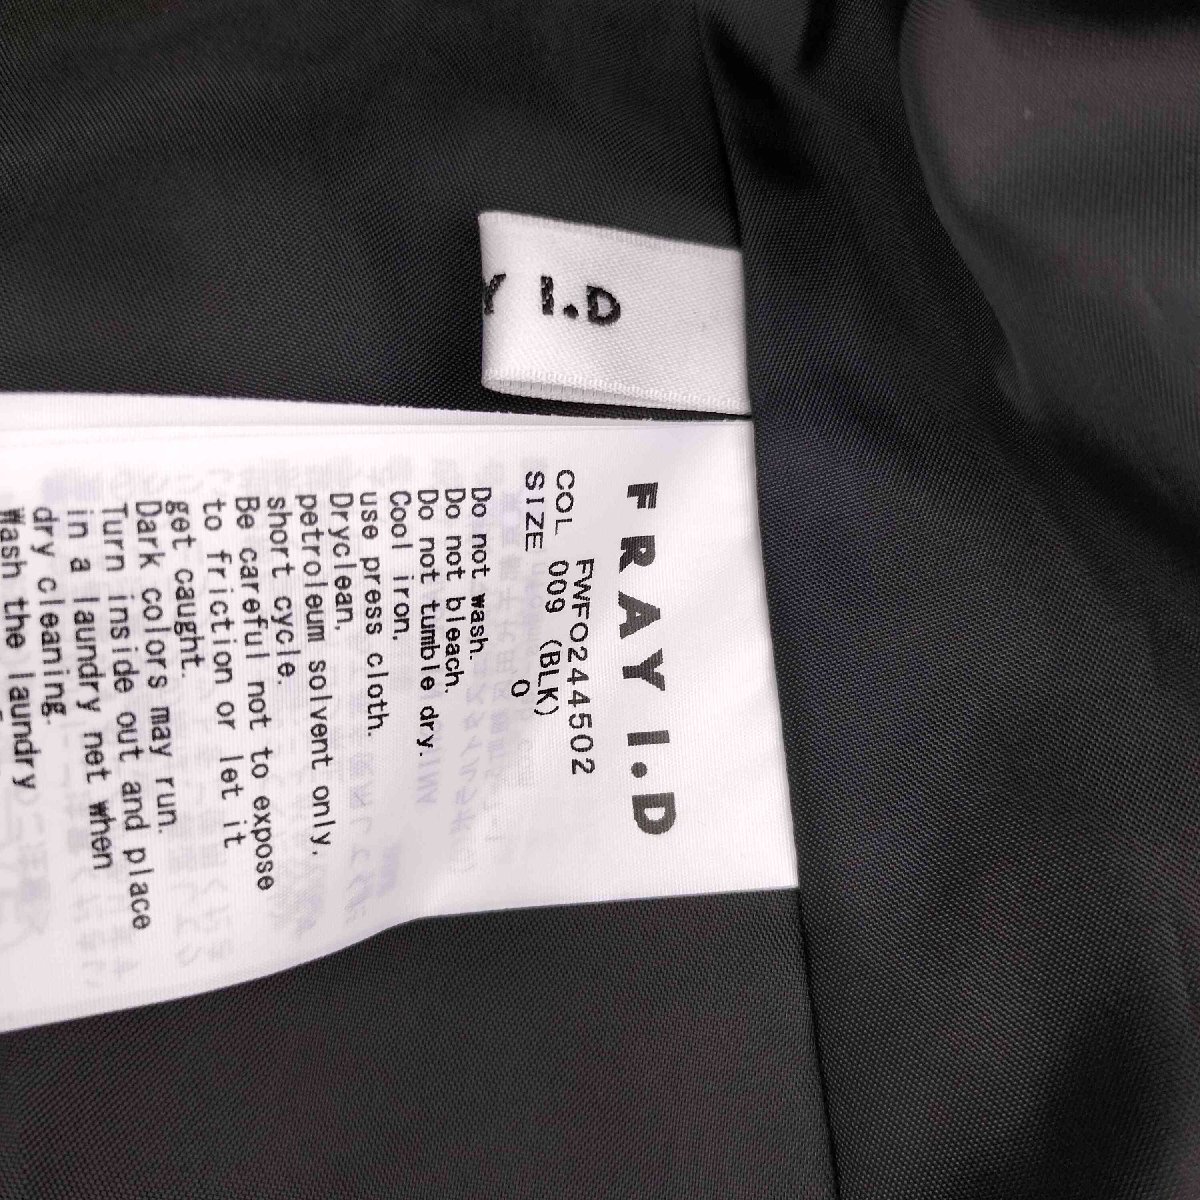 Y I.D
FRAY I.D
FWFO244502
COL 009 (BLK)
SIZE 0
Do not wash.
Do not bleach.
Do not tumble dry.
Cool iron,
use press cloth.
Dryclean,
petroleum solvent only,
short cycle.
Be careful not to expose
to friction or let it
get caught.
Dark colors may run.
Turn inside out and place
in a laundry net when
dry cleaning.
Wash the laundry